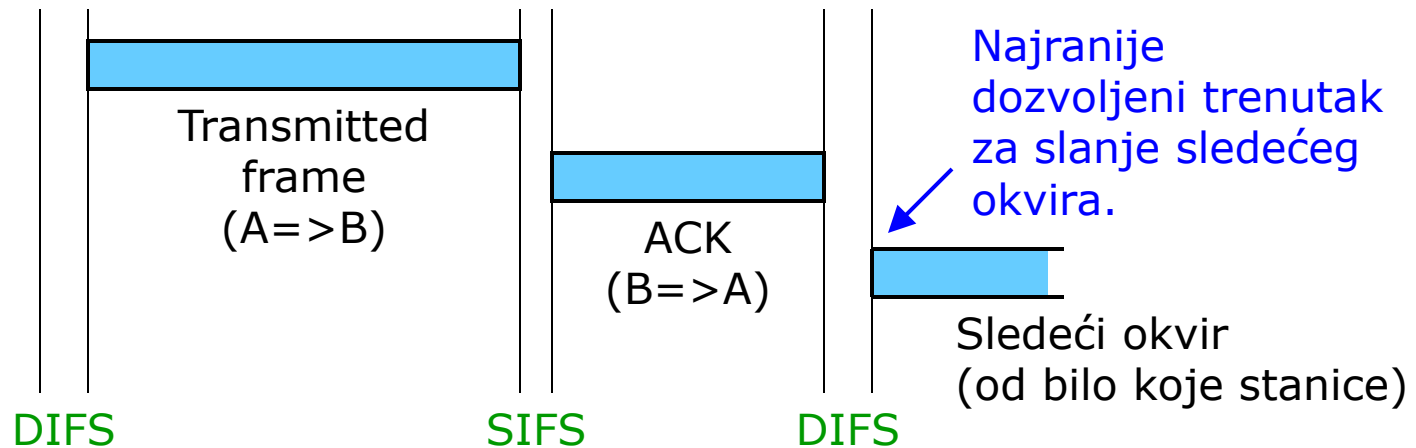 Transmitted
frame
(A=>B)
ACK
(B=>A)
Najranije
dozvoljeni trenutak
za slanje sledećeg
okvira.
Sledeći okvir
(od bilo koje stanice)
DIFS
SIFS
DIFS